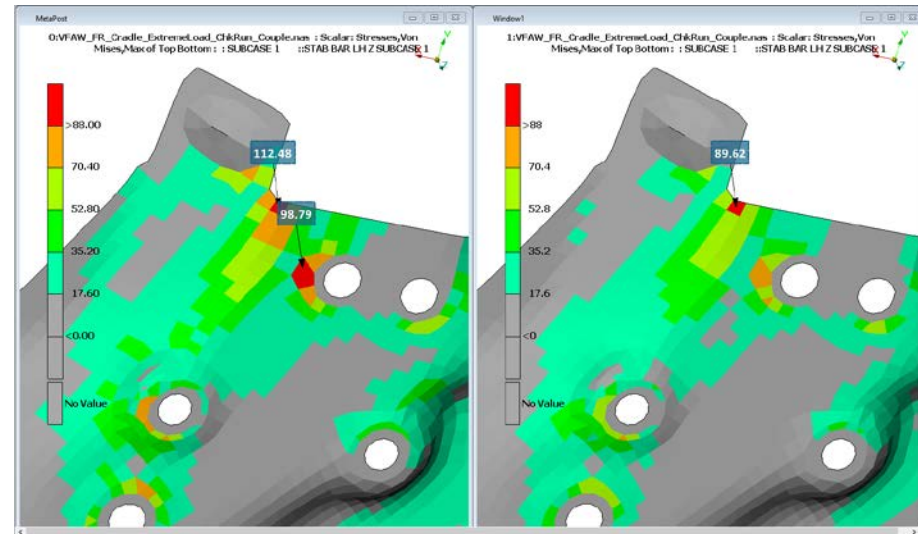 MetaPost
0:VFAW_FR_Cradle_ExtremeLoad_ChkRun_Couple.nas : Scalar: Stresses,Von
Mises,Max of Top Bottom : : SUBCASE 1 ::STAB BAR LH Z SUBCASE 1
Y
X
Z
>88.00
70.40
52.80
35.20
17.60
<0.00
No Value
112.48
98.79
Window1
1:VFAW_FR_Cradle_ExtremeLoad_ChkRun_Couple.nas : Scalar: Stresses,Von
Mises,Max of Top Bottom : : SUBCASE 1 ::STAB BAR LH Z SUBCASE 1
Y
X
Z
>88
70.4
52.8
35.2
17.6
<0
No Value
89.62